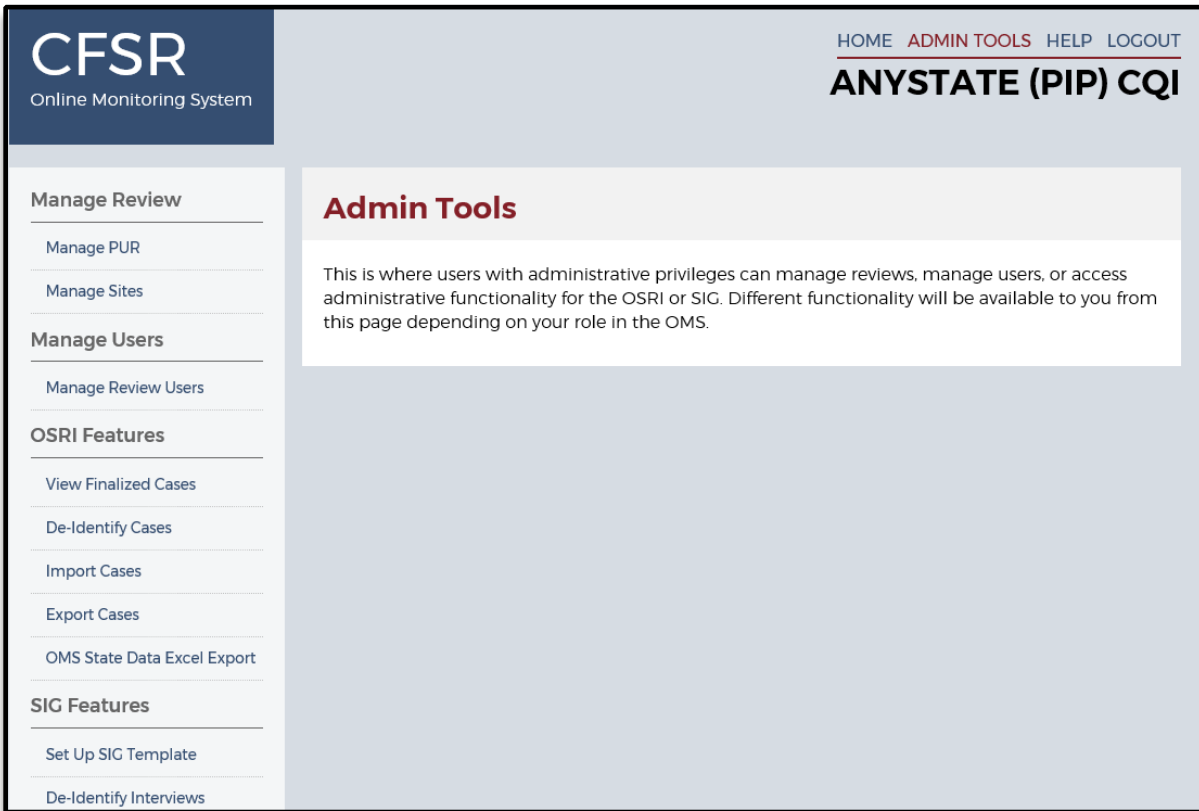 CFSR
Online Monitoring System
HOME ADMIN TOOLS HELP LOGOUT
ANYSTATE (PIP) CQI
Manage Review
Manage PUR
Manage Sites
Manage Users
Manage Review Users
OSRI Features
View Finalized Cases
De-Identify Cases
Import Cases
Export Cases
OMS State Data Excel Export
SIG Features
Set Up SIG Template
De-Identify Interviews
Admin Tools
This is where users with administrative privileges can manage reviews, manage users, or access
administrative functionality for the OSRI or SIG. Different functionality will be available to you from
this page depending on your role in the OMS.